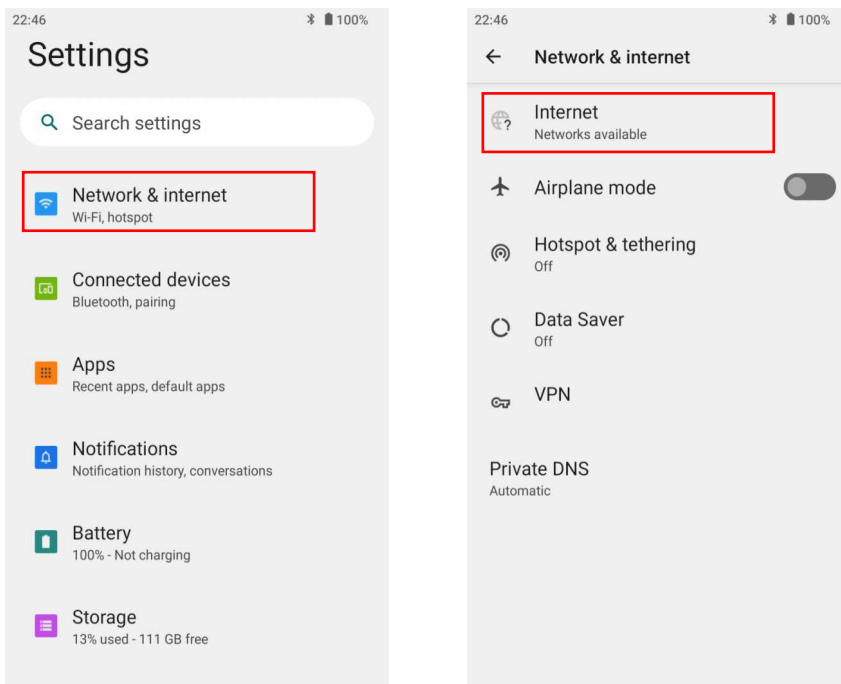 22:46
100%
Settings
Search settings
Network & internet
Wi-Fi, hotspot
Connected devices
Bluetooth, pairing
Apps
Recent apps, default apps
Notifications
Notification history, conversations
Battery
100% - Not charging
Storage
13% used - 111 GB free
22:46
100%
Network & internet
Internet
Networks available
Airplane mode
Hotspot & tethering
Off
Data Saver
Off
VPN
Private DNS
Automatic